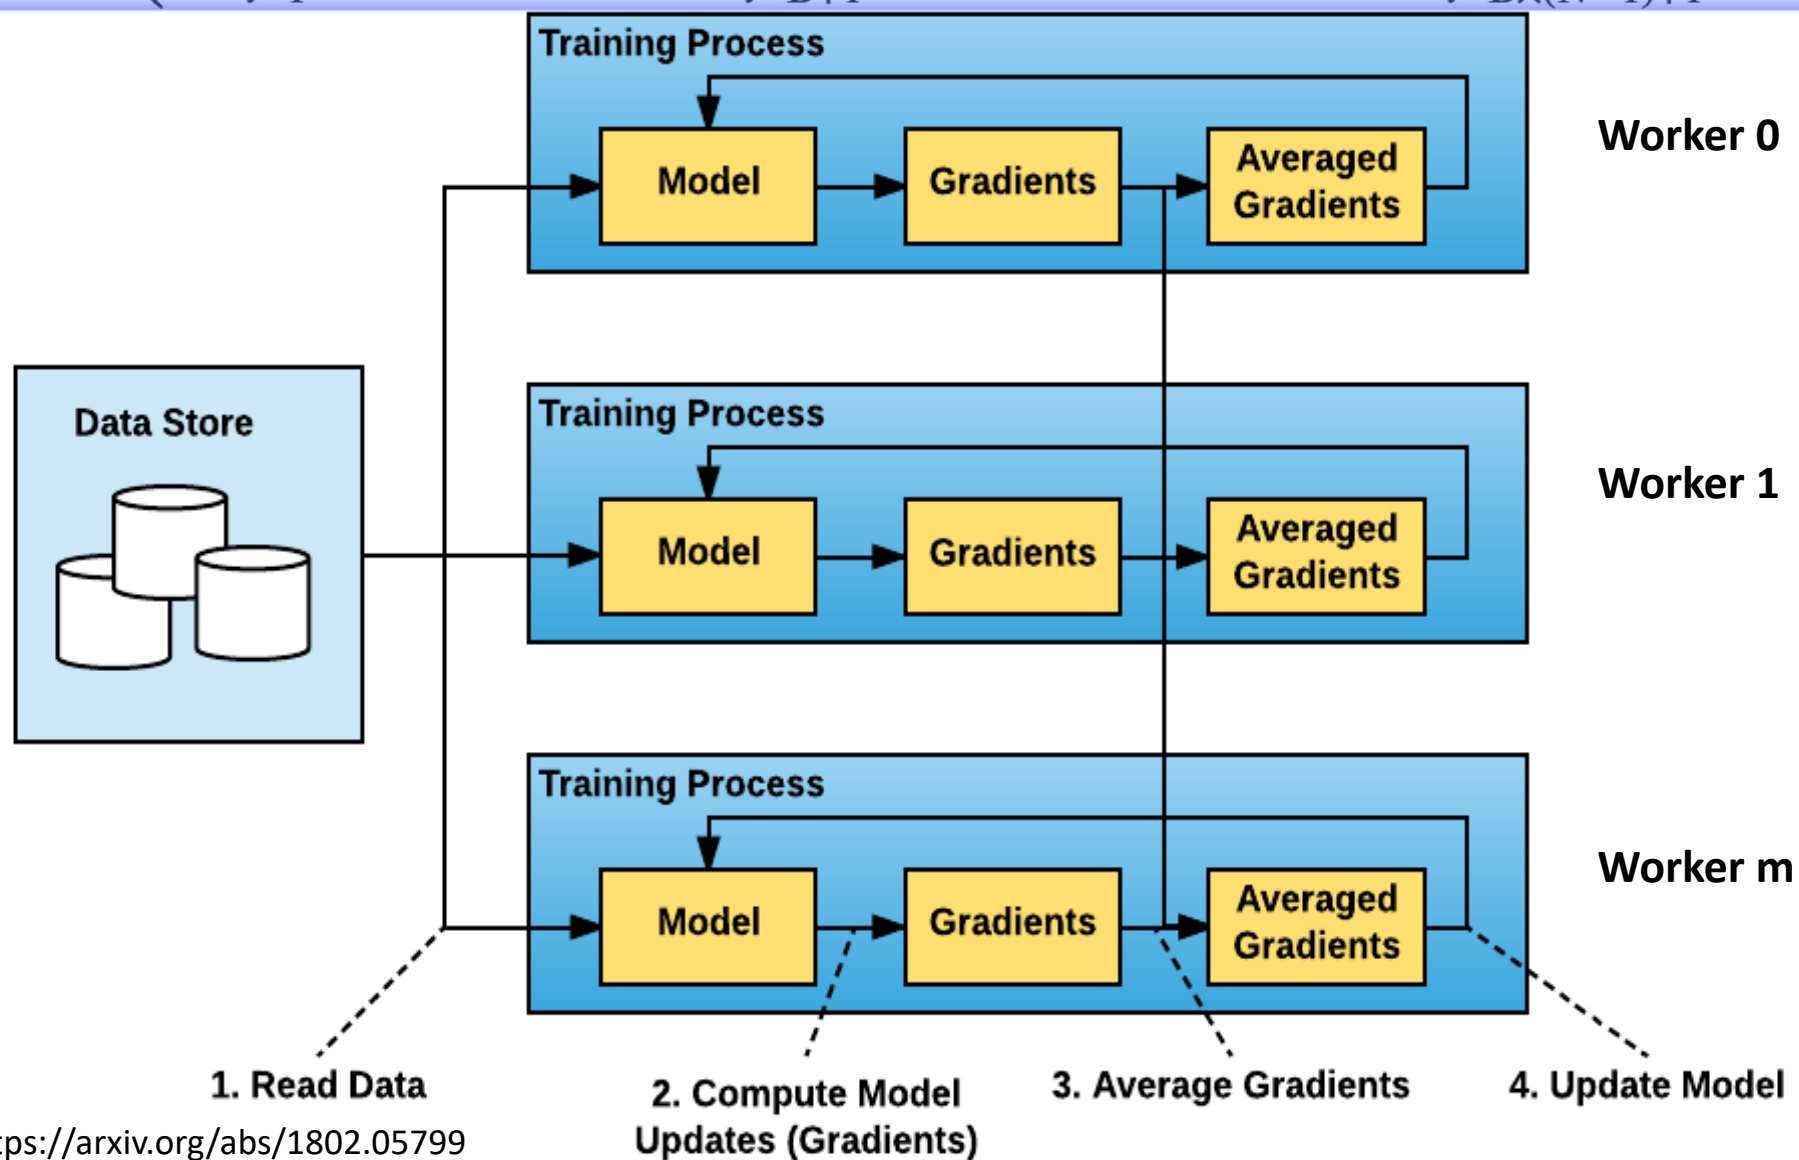 Training Process
Model
Gradients
Averaged
Gradients
Worker 0
Data Store
Training Process
Model
Gradients
Averaged
Gradients
Worker 1
Training Process
Model
Gradients
Averaged
Gradients
Worker m
1. Read Data
2. Compute Model
Updates (Gradients)
3. Average Gradients
4. Update Model
tps://arxiv.org/abs/1802.05799